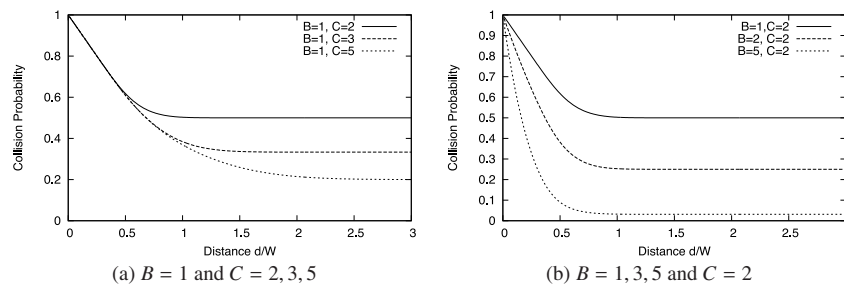 Collision Probability
1
0.8
0.6
0.4
0.2
0
0
0.5
1
1.5
2
2.5
3
Distance d/W
B=1, C=2
B=1, C=3
B=1, C=5
(a) B = 1 and C = 2, 3, 5
Collision Probability
1
0.9
0.8
0.7
0.6
0.5
0.4
0.3
0.2
0.1
0
0
0.5
1
1.5
2
2.5
Distance d/W
B=1,C=2
B=2, C=2
B=5, C=2
(b) B = 1, 3, 5 and C = 2